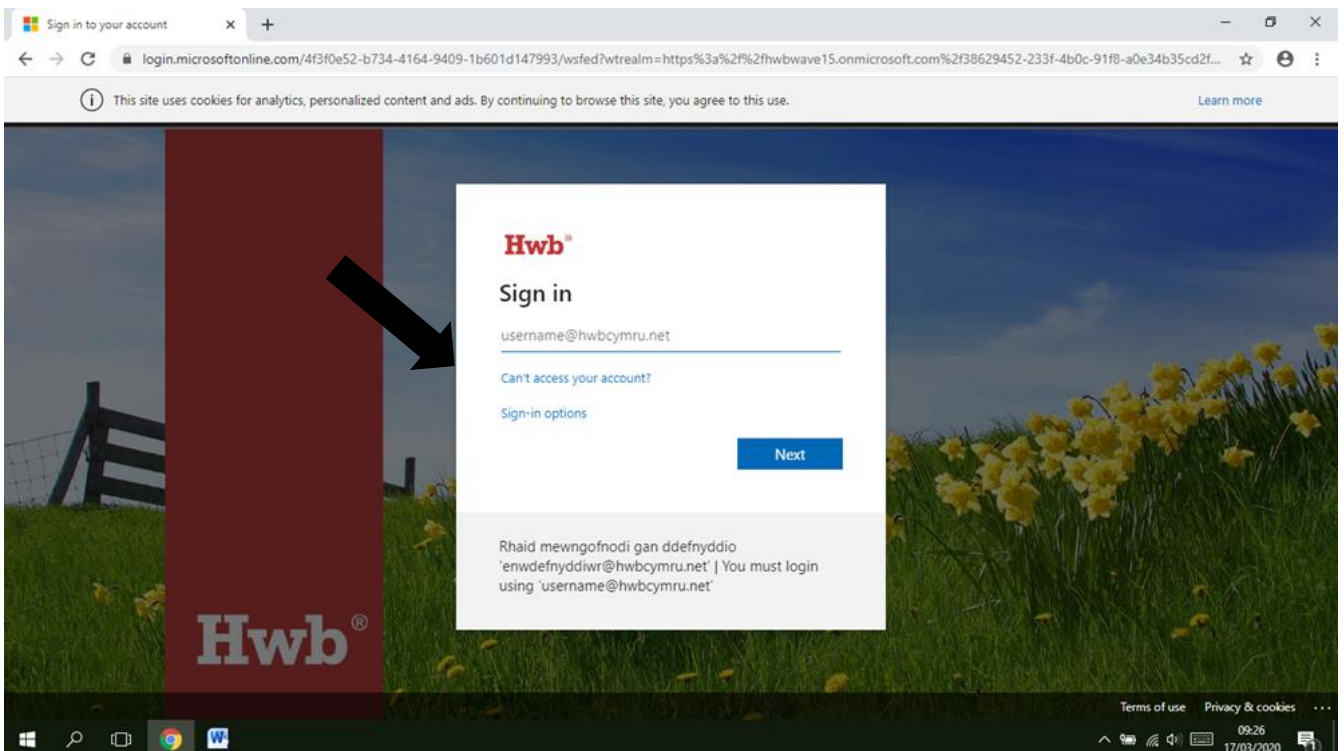 Sign in to your account
login.microsoftonline.com/4f3f0e52-b734-4164-9409-1b601d147993/wsfed?wtrealm=https%3a%2f%2fhwbwave15.onmicrosoft.com%2f38629452-233f-4b0c-91f8-a0e34b35cd2f...
This site uses cookies for analytics, personalized content and ads. By continuing to browse this site, you agree to this use.
Learn more
Hwb®
Sign in
username@hwbcymru.net
Can't access your account?
Sign-in options
Next
Rhaid mewngofnodi gan ddefnyddio
'enwdefnyddiwr@hwbcymru.net' | You must login
using 'username@hwbcymru.net'
Hwb®
Terms of use Privacy & cookies ...
09:26
17/03/2020